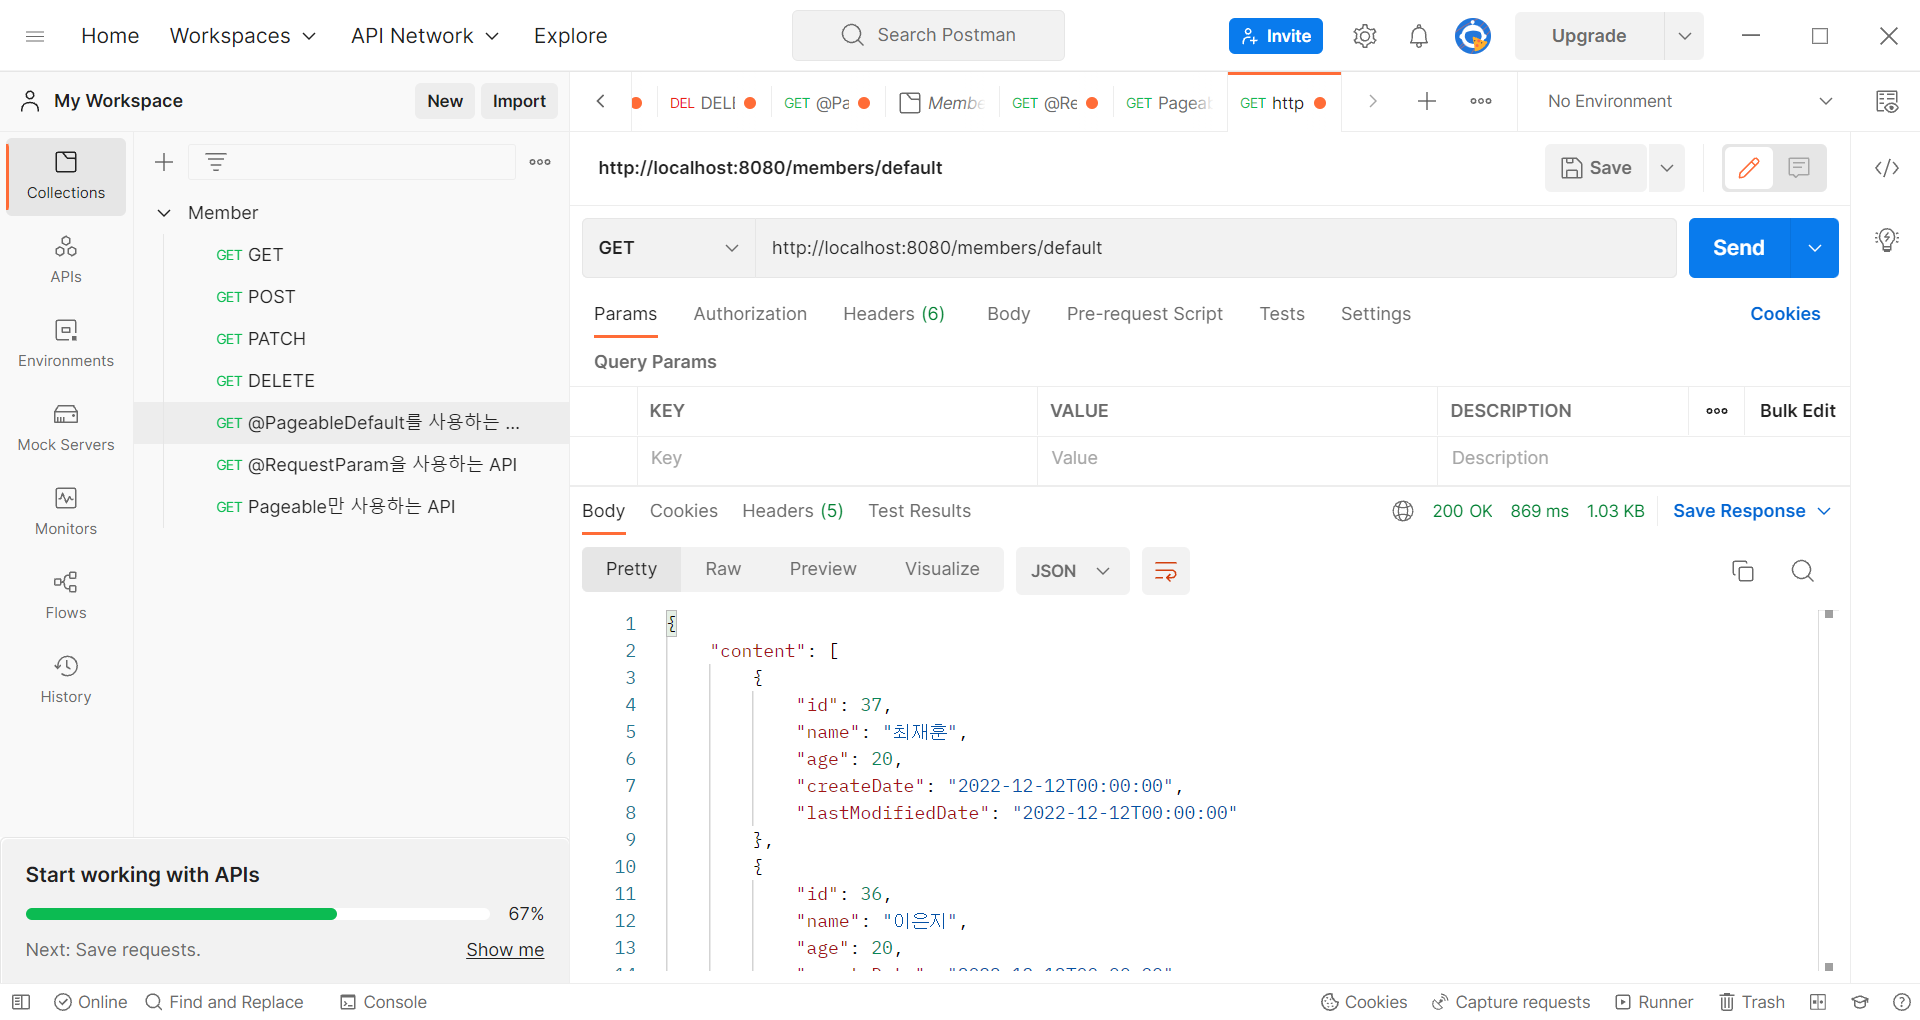 Home Workspaces API Network Explore Search Postman Invite Upgrade
My Workspace New Import
DEL DELE GET @Pa Membe GET @Re GET Pageab GET http No Environment
Collections
APIs
Environments
Mock Servers
Monitors
Flows
History
Member
GET GET
GET POST
GET PATCH
GET DELETE
GET @PageableDefault를 사용하는 ...
GET @RequestParam을 사용하는 API
GET Pageable만 사용하는 API
Start working with APIs
67%
Next: Save requests. Show me
http://localhost:8080/members/default Save
GET http://localhost:8080/members/default Send
Params Authorization Headers (6) Body Pre-request Script Tests Settings Cookies
Query Params
KEY VALUE DESCRIPTION Bulk Edit
Key Value Description
Body Cookies Headers (5) Test Results 200 OK 869 ms 1.03 KB Save Response
Pretty Raw Preview Visualize JSON
1 {
2 "content": [
3 {
4 "id": 37,
5 "name": "최재훈",
6 "age": 20,
7 "createDate": "2022-12-12T00:00:00",
8 "lastModifiedDate": "2022-12-12T00:00:00"
9 },
10 {
11 "id": 36,
12 "name": "이은지",
13 "age": 20,
Online Find and Replace Console Cookies Capture requests Runner Trash